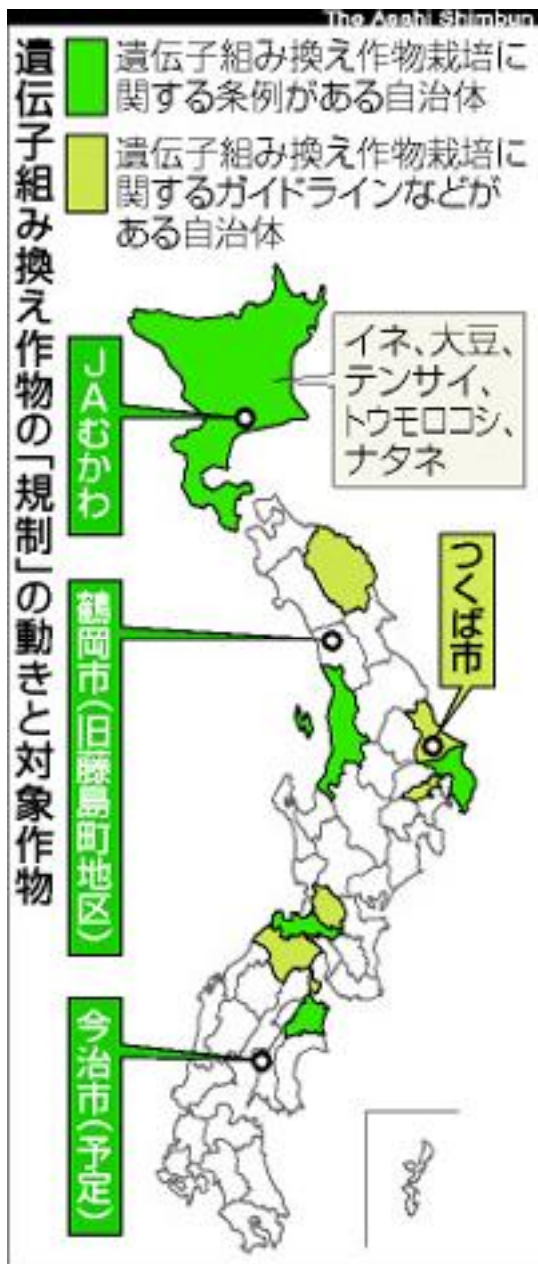 The Asahi Shimbun
遺伝子組み換え作物の「規制」の動きと対象作物
遺伝子組み換え作物栽培に
関する条例がある自治体
遺伝子組み換え作物栽培に
関するガイドラインなどが
ある自治体
イネ、大豆、
テンサイ、
トウモロコシ、
ナタネ
JAむかわ
つくば市
鶴岡市(旧藤島町地区)
今治市(予定)